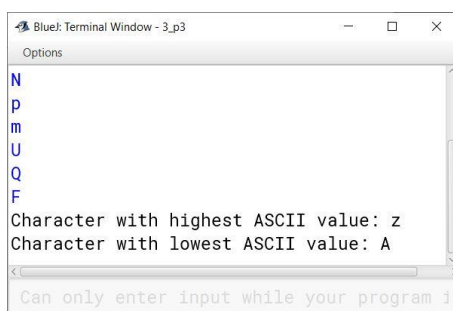 BlueJ: Terminal Window - 3_p3
Options
N
p
m
U
Q
F
Character with highest ASCII value: z
Character with lowest ASCII value: A
Can only enter input while your program i